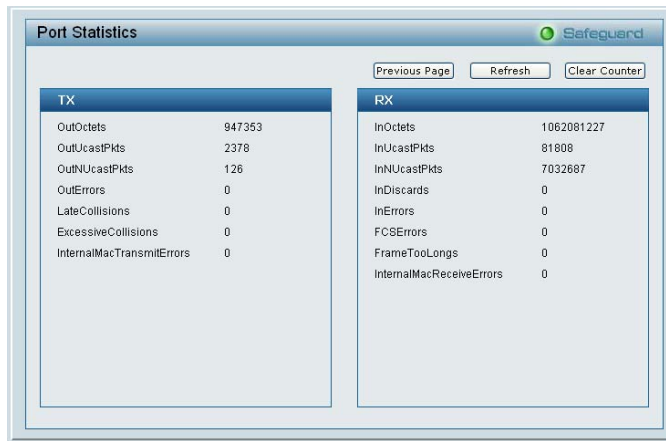 Port Statistics
Safeguard
Previous Page Refresh Clear Counter
TX
OutOctets 947353
OutUcastPkts 2378
OutNUcastPkts 126
OutErrors 0
LateCollisions 0
ExcessiveCollisions 0
InternalMacTransmitErrors 0
RX
InOctets 1062081227
InUcastPkts 81808
InNUcastPkts 7032687
InDiscards 0
InErrors 0
FCSErrors 0
FrameTooLongs 0
InternalMacReceiveErrors 0